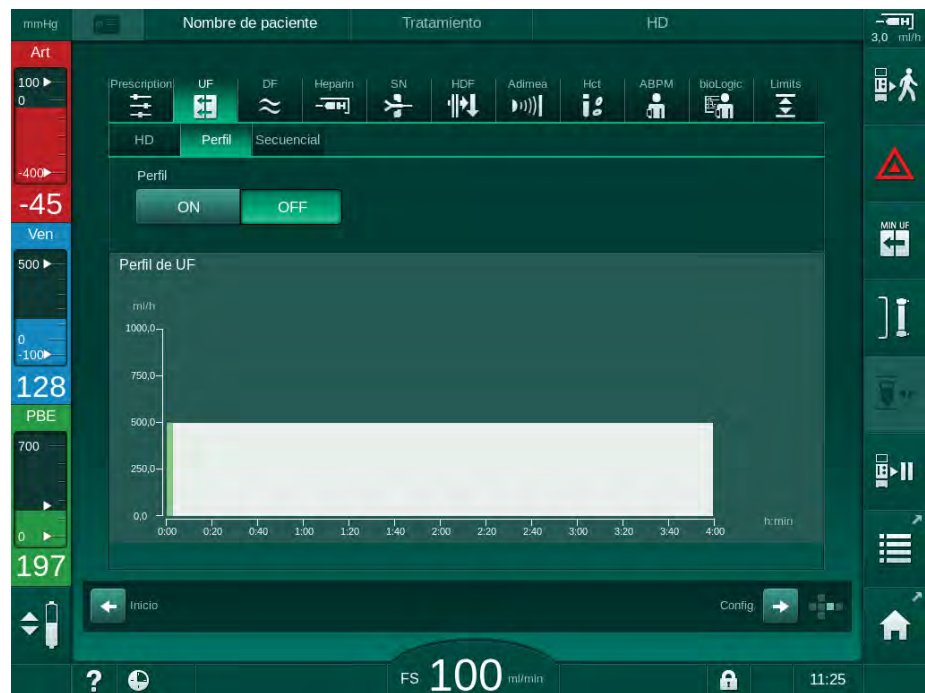 mmHg Nombre de paciente Tratamiento HD
3,0 ml/h
Art
100
0
-400
-45
Ven
500
0
-100
128
PBE
700
0
197
Prescription UF DF Heparin SN HDF Adimea Hct ABPM bioLogic Limits
HD Perfil Secuencial
Perfil
ON OFF
Perfil de UF
ml/h
1000,0
750,0
500,0
250,0
0,0
0:00 0:20 0:40 1:00 1:20 1:40 2:00 2:20 2:40 3:00 3:20 3:40 4:00 h:min
MIN UF
Inicio Config.
? FS 100 ml/min 11:25